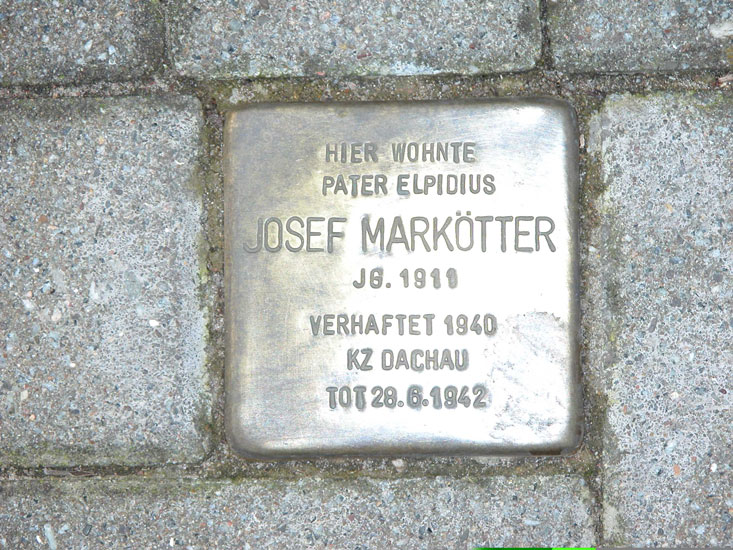 HIER WOHNTE
PATER ELPIDIUS
JOSEF MARKÖTTER
JG. 1911
VERHAFTET 1940
KZ DACHAU
TOT 28.6.1942